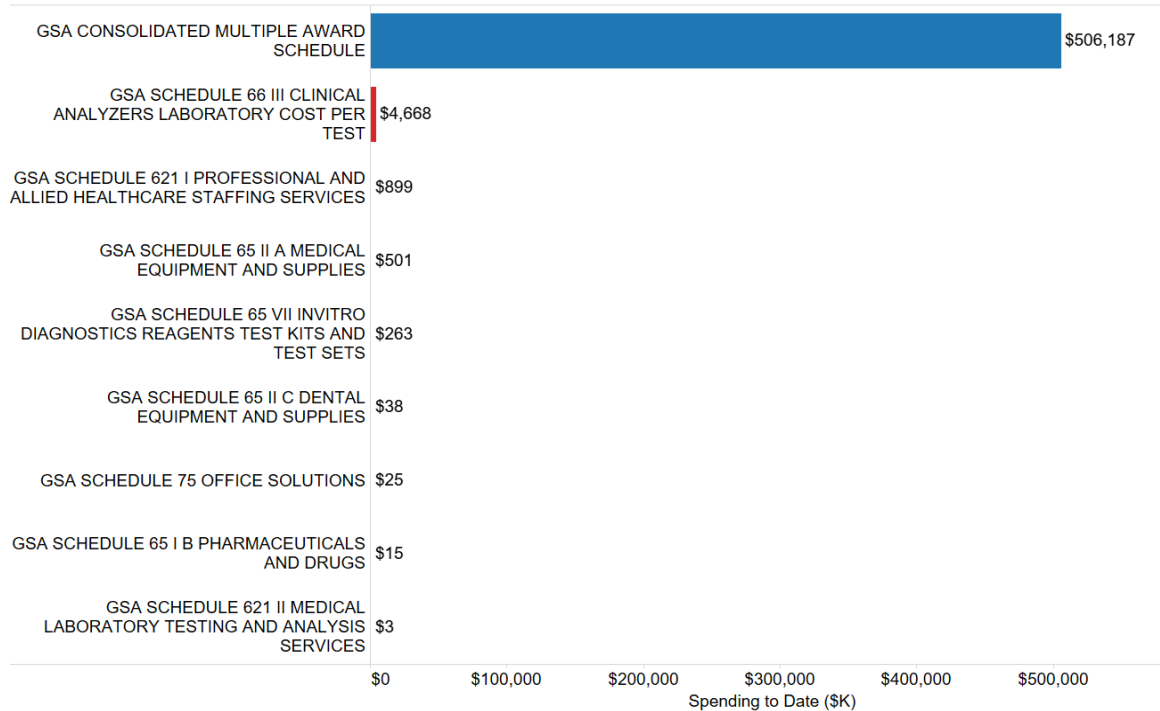 GSA CONSOLIDATED MULTIPLE AWARD
SCHEDULE
$506,187
GSA SCHEDULE 66 III CLINICAL
ANALYZERS LABORATORY COST PER
TEST
$4,668
GSA SCHEDULE 621 I PROFESSIONAL AND
ALLIED HEALTHCARE STAFFING SERVICES
$899
GSA SCHEDULE 65 II A MEDICAL
EQUIPMENT AND SUPPLIES
$501
GSA SCHEDULE 65 VII INVITRO
DIAGNOSTICS REAGENTS TEST KITS AND
TEST SETS
$263
GSA SCHEDULE 65 II C DENTAL
EQUIPMENT AND SUPPLIES
$38
GSA SCHEDULE 75 OFFICE SOLUTIONS
$25
GSA SCHEDULE 65 I B PHARMACEUTICALS
AND DRUGS
$15
GSA SCHEDULE 621 II MEDICAL
LABORATORY TESTING AND ANALYSIS
SERVICES
$3
$0 $100,000 $200,000 $300,000 $400,000 $500,000
Spending to Date ($K)